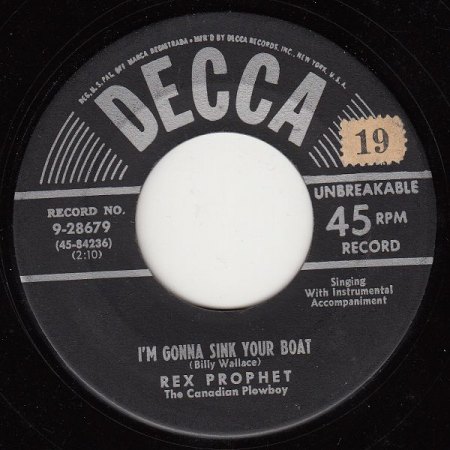 REG. U.S. PAT. OFF. MARCA REGISTRADA • MF'D BY DECCA RECORDS, INC., NEW YORK, U.S.A.
DECCA
19
UNBREAKABLE
45 RPM
RECORD
RECORD NO.
9-28679
(45-84236)
(2:10)
Singing
With Instrumental
Accompaniment
I'M GONNA SINK YOUR BOAT
(Billy Wallace)
REX PROPHET
The Canadian Plowboy